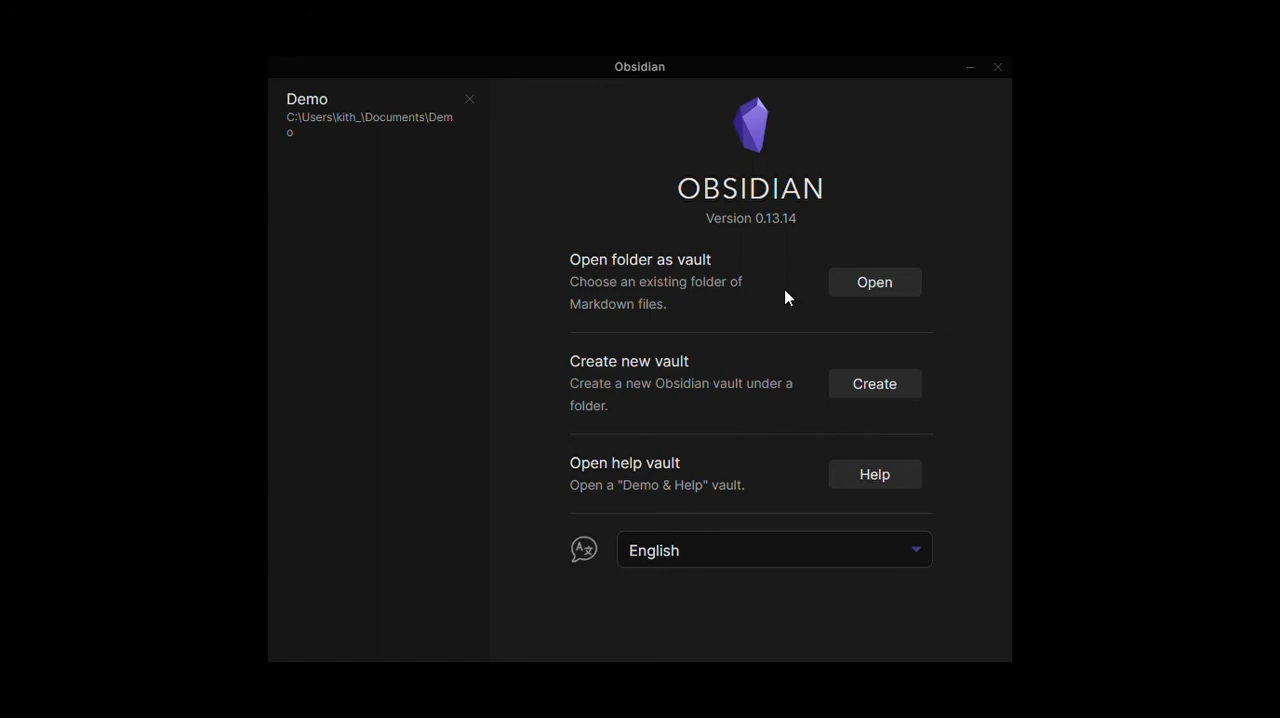 Obsidian
Demo
C:\Users\kith_\Documents\Dem
o
OBSIDIAN
Version 0.13.14
Open folder as vault
Choose an existing folder of
Markdown files.
Open
Create new vault
Create a new Obsidian vault under a
folder.
Create
Open help vault
Open a "Demo & Help" vault.
Help
A文
English